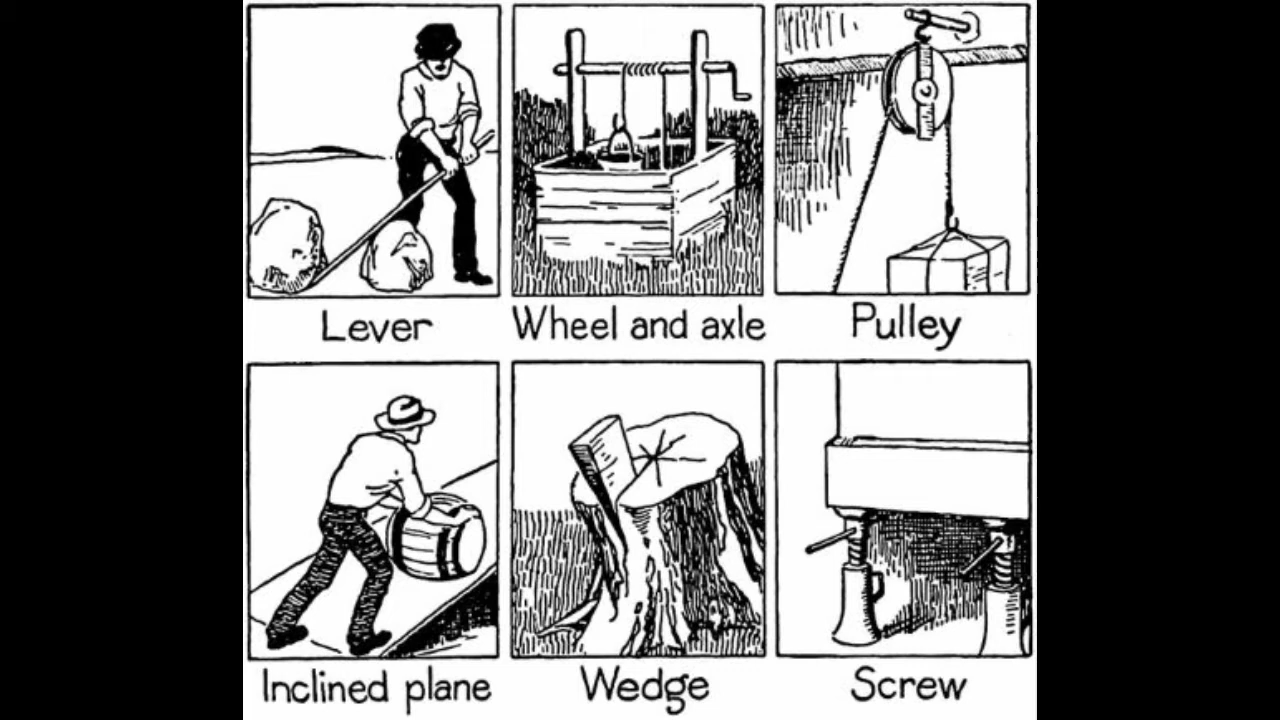 Lever
Wheel and axle
Pulley
Inclined plane
Wedge
Screw